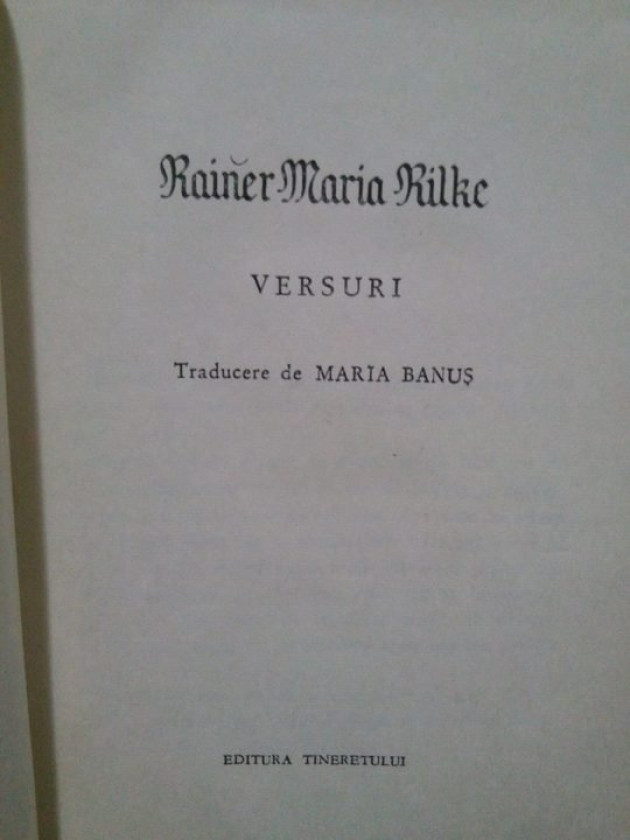 Rainer Maria Rilke
VERSURI
Traducere de MARIA BANUȘ
EDITURA TINERETULUI